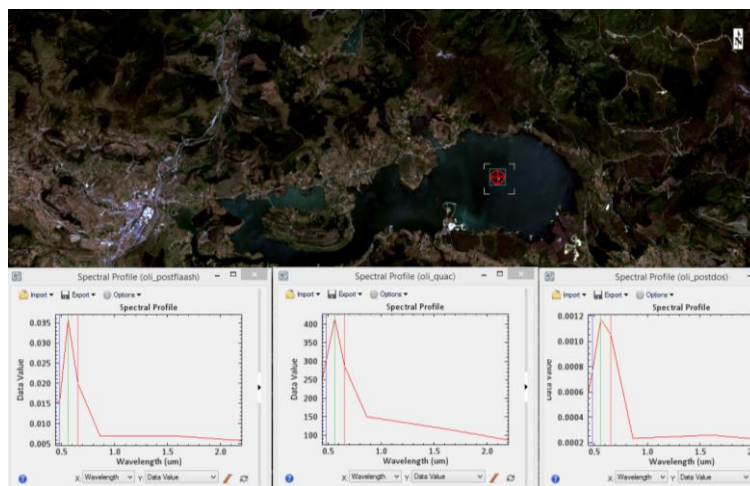 N
Spectral Profile (oli_postflaash)
Import Export Options
Spectral Profile
0.035
0.030
0.025
0.020
0.015
0.010
0.005
Data Value
0.5 1.0 1.5 2.0
Wavelength (um)
X: Wavelength Y: Data Value
Spectral Profile (oli_quac)
Import Export Options
Spectral Profile
400
350
300
250
200
150
100
Data Value
0.5 1.0 1.5 2.0
Wavelength (um)
X: Wavelength Y: Data Value
Spectral Profile (oli_postdos)
Import Export Options
Spectral Profile
0.0012
0.0010
0.0008
0.0006
0.0004
0.0002
Data Value
0.5 1.0 1.5 2.
Wavelength (um)
X: Wavelength Y: Data Value